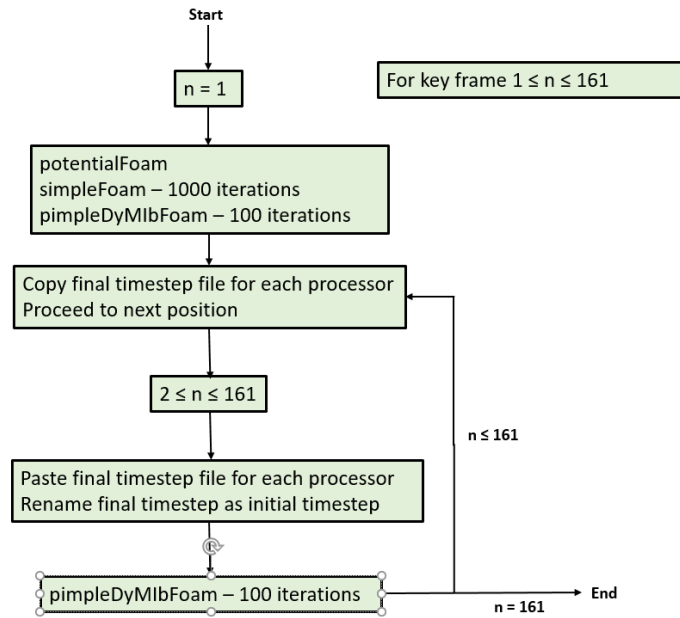 Start
n = 1
For key frame 1 ≤ n ≤ 161
potentialFoam
simpleFoam – 1000 iterations
pimpleDyMIbFoam – 100 iterations
Copy final timestep file for each processor
Proceed to next position
2 ≤ n ≤ 161
n ≤ 161
Paste final timestep file for each processor
Rename final timestep as initial timestep
pimpleDyMIbFoam – 100 iterations
End
n = 161